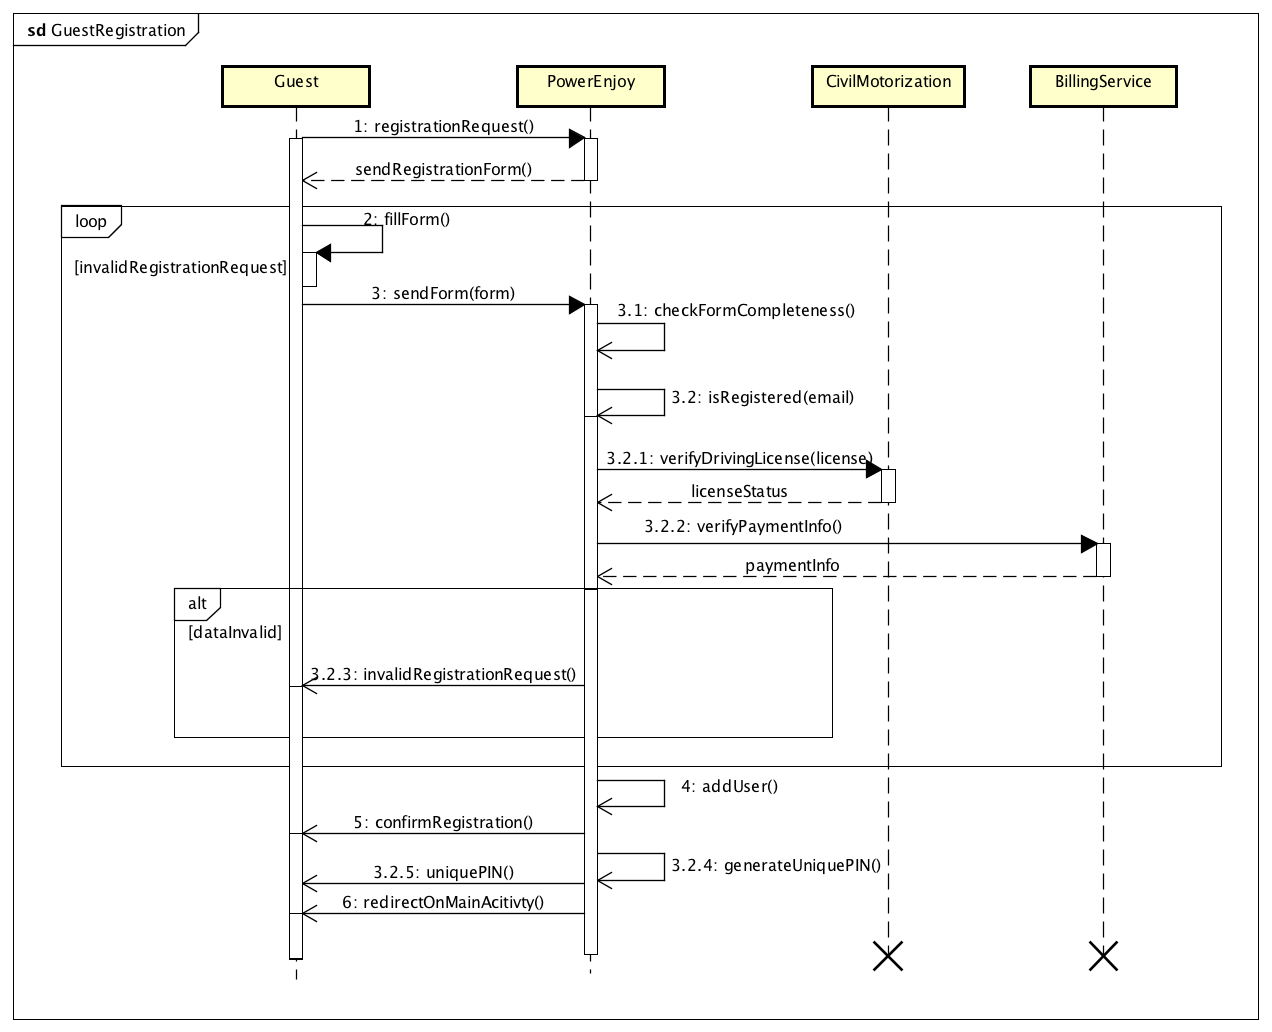 sd GuestRegistration
Guest
PowerEnjoy
CivilMotorization
BillingService
1: registrationRequest()
sendRegistrationForm()
loop
2: fillForm()
[invalidRegistrationRequest]
3: sendForm(form)
3.1: checkFormCompleteness()
3.2: isRegistered(email)
3.2.1: verifyDrivingLicense(license)
licenseStatus
3.2.2: verifyPaymentInfo()
paymentInfo
alt
[dataInvalid]
3.2.3: invalidRegistrationRequest()
4: addUser()
5: confirmRegistration()
3.2.4: generateUniquePIN()
3.2.5: uniquePIN()
6: redirectOnMainAcitivty()